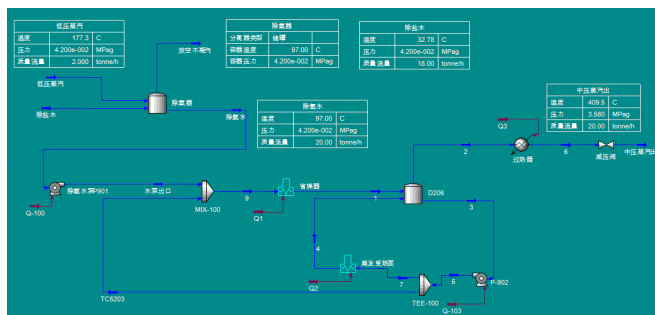 低压蒸汽
温度 177.3 C
压力 4.200e-002 MPag
质量流量 2.000 tonne/h
除氧器
分离器类型 储罐
容器温度 97.00 C
容器压力 4.200e-002 MPag
除盐水
温度 32.78 C
压力 4.200e-002 MPag
质量流量 18.00 tonne/h
放空不凝汽
低压蒸汽
除氧器
除盐水
除氧水
除氧水
温度 97.00 C
压力 4.200e-002 MPag
质量流量 20.00 tonne/h
中压蒸汽出
温度 409.5 C
压力 3.580 MPag
质量流量 20.00 tonne/h
Q3
2
过热器
6
减压阀
中压蒸汽出
除氧水泵P901
水泵出口
Q-100
MIX-100
9
省煤器
Q1
1
D206
3
4
蒸发受热面
Q2
7
5
P-902
TC5203
TEE-100
Q-103